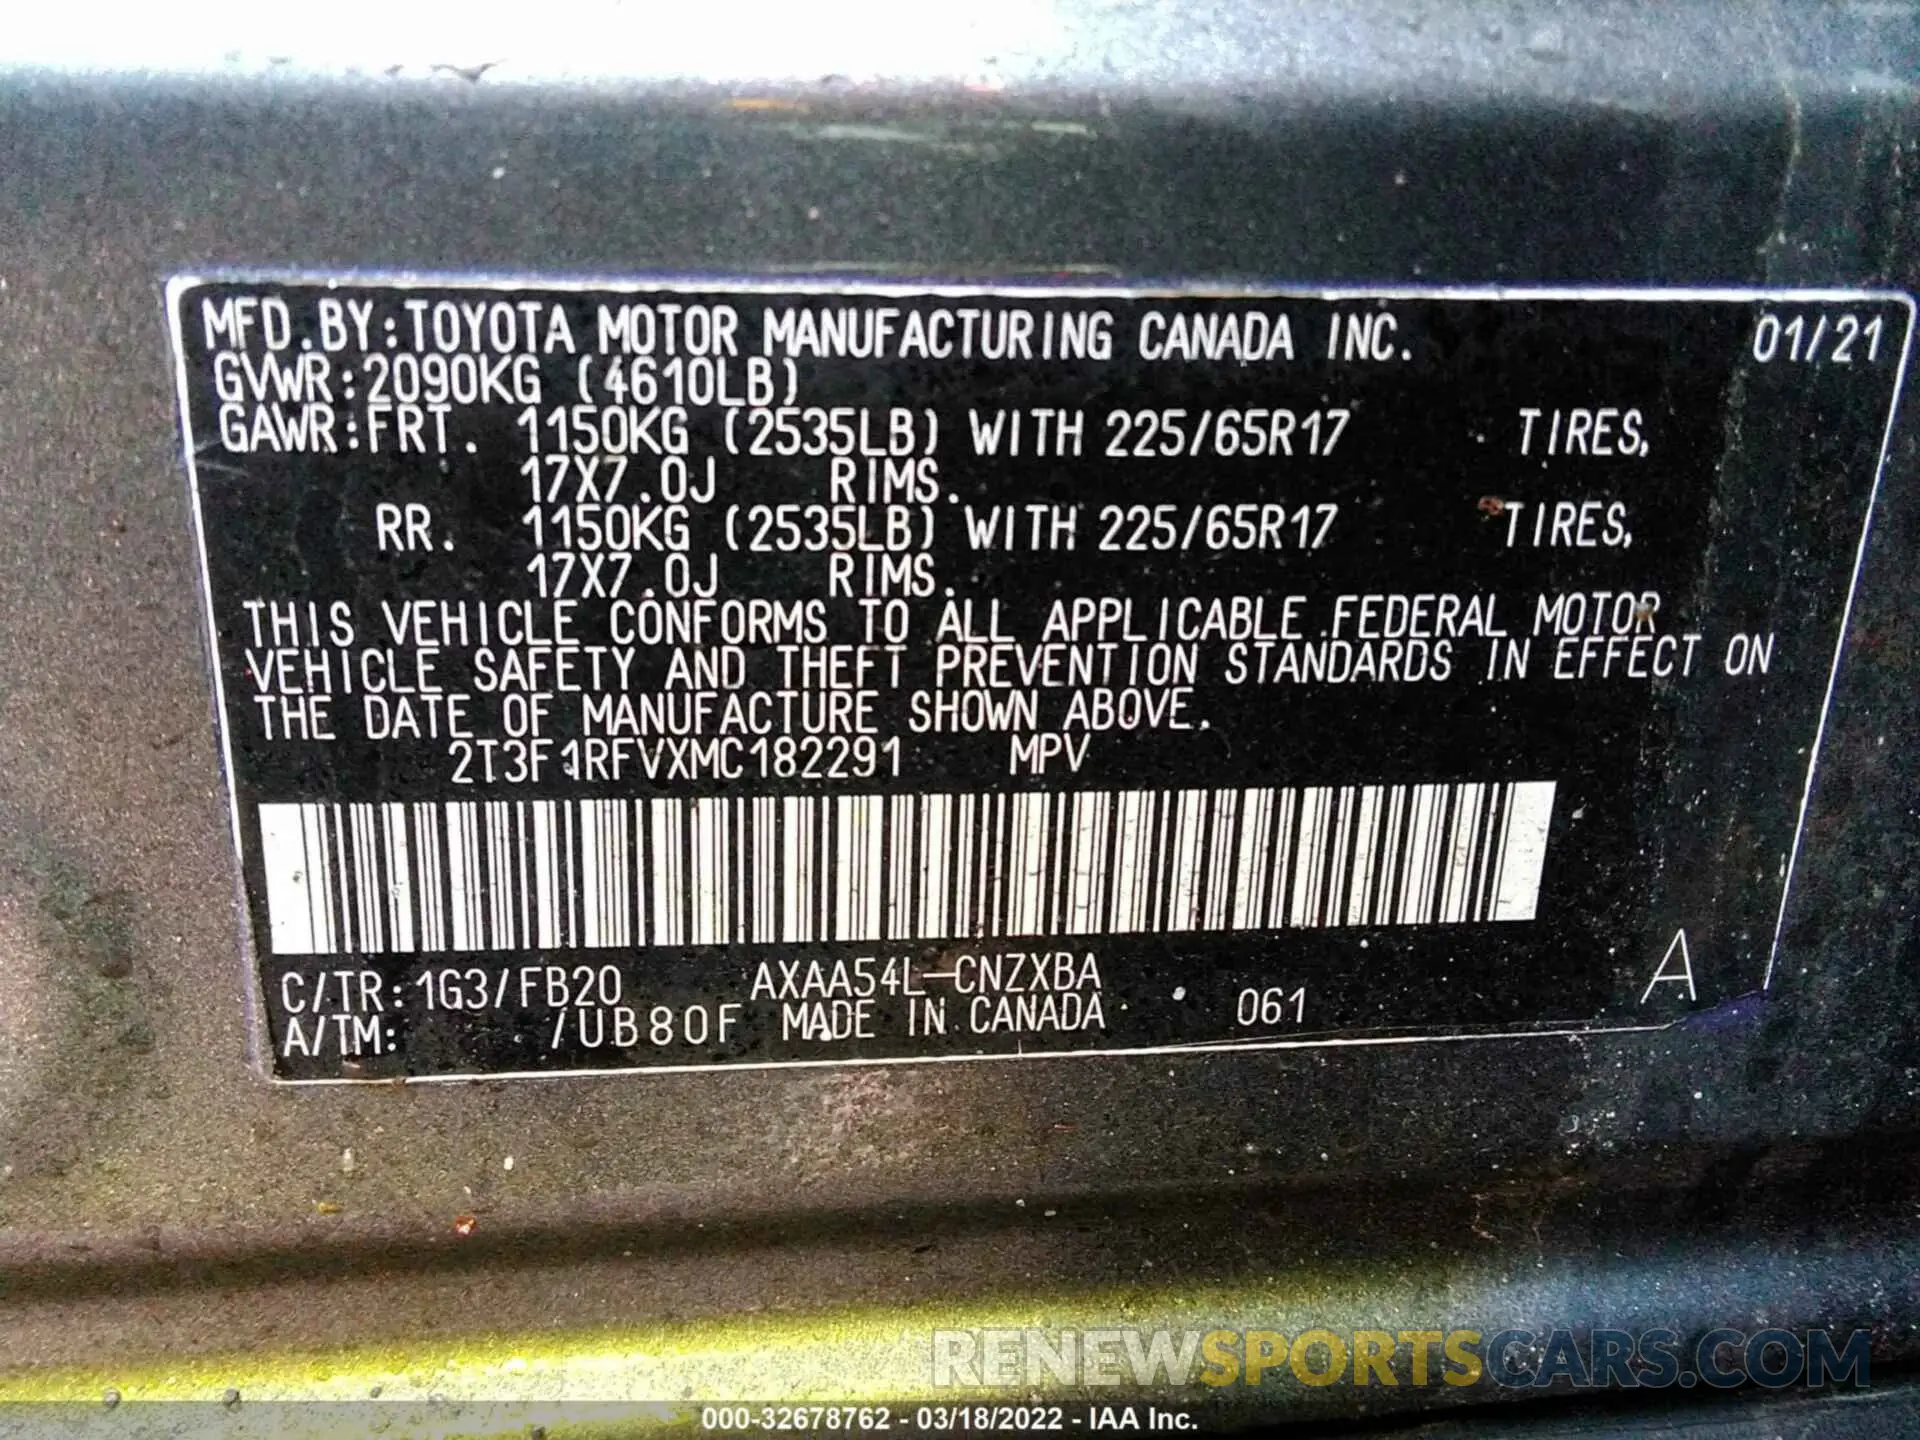 MFD.BY:TOYOTA MOTOR MANUFACTURING CANADA INC. 01/21
GVWR:2090KG (4610LB)
GAWR:FRT. 1150KG (2535LB) WITH 225/65R17 TIRES,
17X7.0J RIMS.
RR. 1150KG (2535LB) WITH 225/65R17 TIRES,
17X7.0J RIMS.
THIS VEHICLE CONFORMS TO ALL APPLICABLE FEDERAL MOTOR
VEHICLE SAFETY AND THEFT PREVENTION STANDARDS IN EFFECT ON
THE DATE OF MANUFACTURE SHOWN ABOVE.
2T3F1RFVXMC182291 MPV
C/TR:1G3/FB20 AXAA54L-CNZXBA
A/TM: /UB80F MADE IN CANADA 061 A
RENEWSPORTSCARS.COM
000-32678762 - 03/18/2022 - IAA Inc.